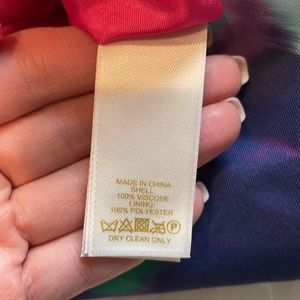 MADE IN CHINA
SHELL:
100% VISCOSE
LINING:
100% POLYESTER
P
DRY CLEAN ONLY